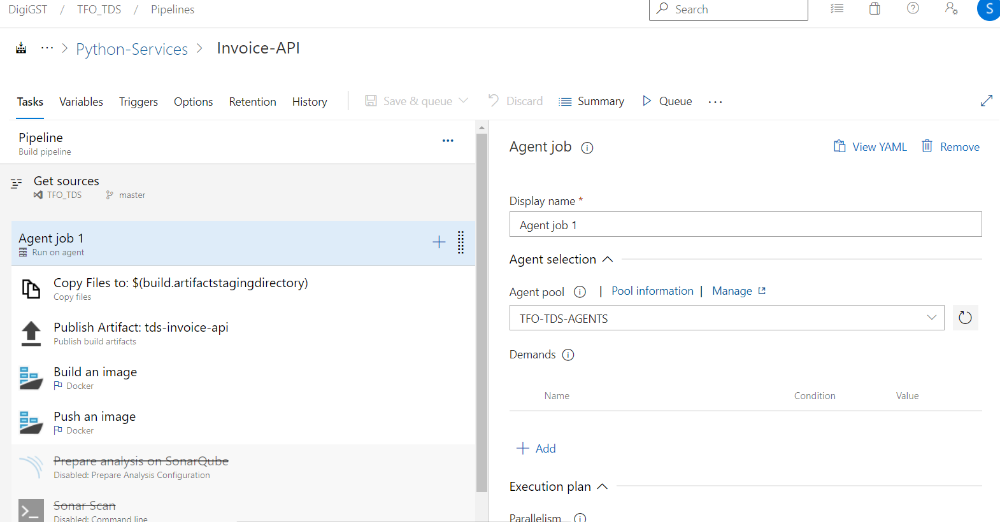 DigiGST / TFO_TDS / Pipelines
Search
S
··· > Python-Services > Invoice-API
Tasks Variables Triggers Options Retention History Save & queue Discard Summary Queue ···
Pipeline
Build pipeline
Get sources
TFO_TDS master
Agent job 1
Run on agent
Copy Files to: $(build.artifactstagingdirectory)
Copy files
Publish Artifact: tds-invoice-api
Publish build artifacts
Build an image
Docker
Push an image
Docker
Prepare analysis on SonarQube
Disabled: Prepare Analysis Configuration
Sonar Scan
Disabled: Command line
Agent job View YAML Remove
Display name *
Agent job 1
Agent selection
Agent pool | Pool information | Manage
TFO-TDS-AGENTS
Demands
Name Condition Value
Add
Execution plan
Parallelism